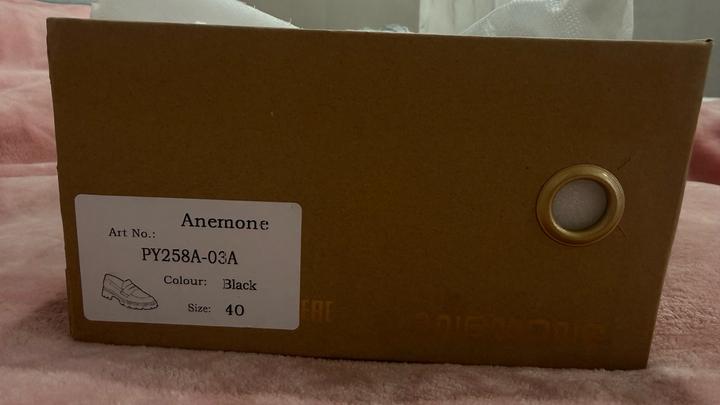 Anemone
Art No.:
PY258A-03A
Colour: Black
Size: 40